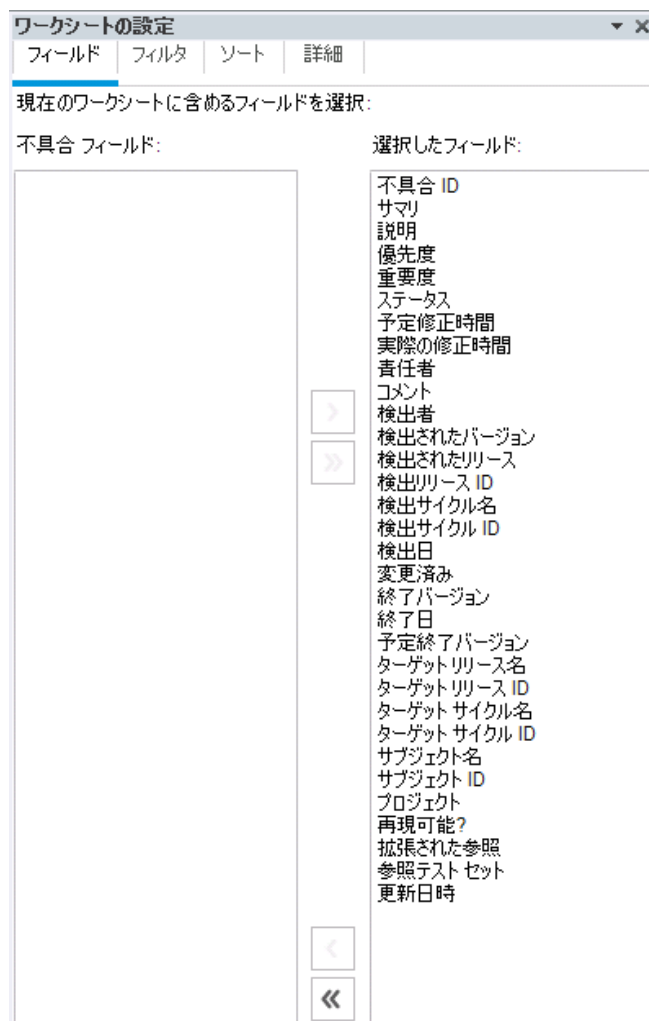 ワークシートの設定
フィールド フィルタ ソート 詳細
現在のワークシートに含めるフィールドを選択:
不具合 フィールド: 選択したフィールド:
不具合 ID
サマリ
説明
優先度
重要度
ステータス
予定修正時間
実際の修正時間
責任者
コメント
検出者
検出されたバージョン
検出されたリリース
検出リリース ID
検出サイクル名
検出サイクル ID
検出日
変更済み
終了バージョン
終了日
予定終了バージョン
ターゲット リリース名
ターゲット リリース ID
ターゲット サイクル名
ターゲット サイクル ID
サブジェクト名
サブジェクト ID
プロジェクト
再現可能?
拡張された参照
参照テスト セット
更新日時